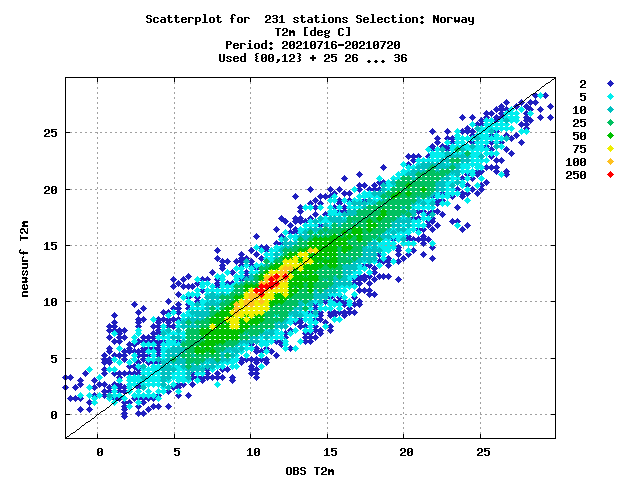 Scatterplot for  231 stations Selection: Norway
T2m [deg C]
Period: 20210716-20210720
Used {00,12} + 25 26 ... 36
2
5
10
25
50
75
100
250
25
20
15
10
5
0
newsurf T2m
0 5 10 15 20 25
OBS T2m